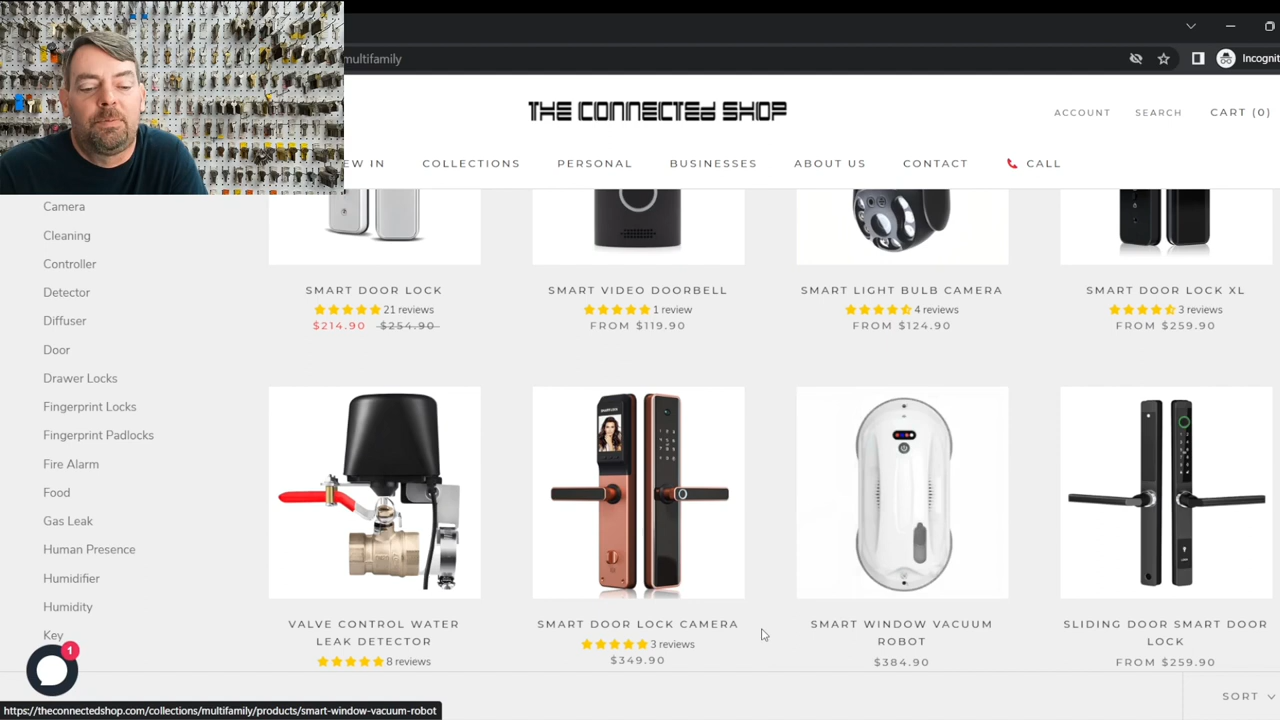 multifamily
Incognit
THE CONNECTED SHOP
ACCOUNT
SEARCH
CART (0)
EW IN
COLLECTIONS
PERSONAL
BUSINESSES
ABOUT US
CONTACT
CALL
Camera
Cleaning
Controller
Detector
Diffuser
Door
Drawer Locks
Fingerprint Locks
Fingerprint Padlocks
Fire Alarm
Food
Gas Leak
Human Presence
Humidifier
Humidity
Key
SMART DOOR LOCK
21 reviews
$214.90 $254.90
SMART VIDEO DOORBELL
1 review
FROM $119.90
SMART LIGHT BULB CAMERA
4 reviews
FROM $124.90
SMART DOOR LOCK XL
3 reviews
FROM $259.90
VALVE CONTROL WATER
LEAK DETECTOR
8 reviews
SMART DOOR LOCK CAMERA
3 reviews
$349.90
SMART WINDOW VACUUM
ROBOT
$384.90
SLIDING DOOR SMART DOOR
LOCK
FROM $259.90
1
SORT
https://theconnectedshop.com/collections/multifamily/products/smart-window-vacuum-robot